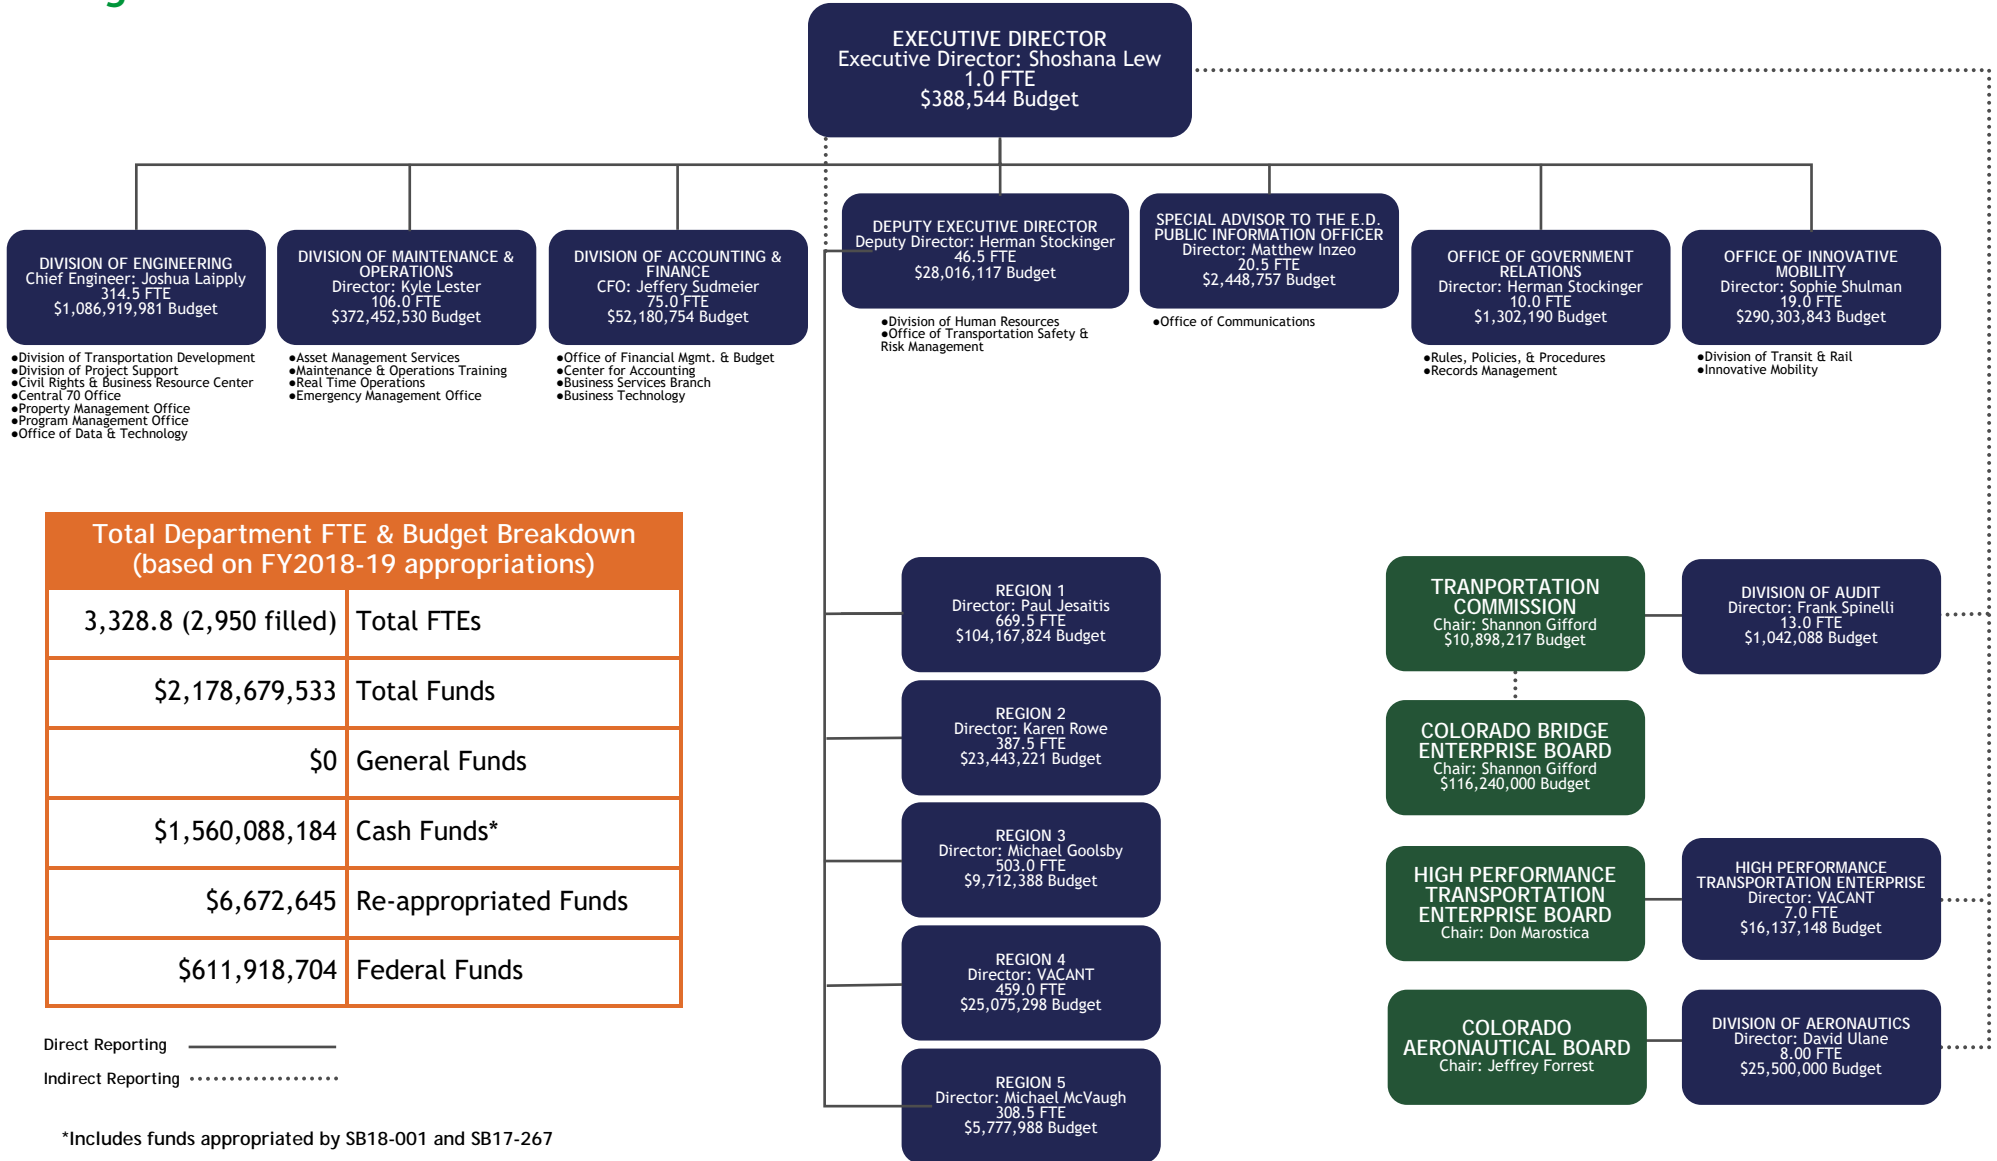 EXECUTIVE DIRECTOR
Executive Director: Shoshana Lew
1.0 FTE
$388,544 Budget
DIVISION OF ENGINEERING
Chief Engineer: Joshua Laipply
314.5 FTE
$1,086,919,981 Budget
●Division of Transportation Development
●Division of Project Support
●Civil Rights & Business Resource Center
●Central 70 Office
●Property Management Office
●Program Management Office
●Office of Data & Technology
DIVISION OF MAINTENANCE &
OPERATIONS
Director: Kyle Lester
106.0 FTE
$372,452,530 Budget
●Asset Management Services
●Maintenance & Operations Training
●Real Time Operations
●Emergency Management Office
DIVISION OF ACCOUNTING &
FINANCE
CFO: Jeffery Sudmeier
75.0 FTE
$52,180,754 Budget
●Office of Financial Mgmt. & Budget
●Center for Accounting
●Business Services Branch
●Business Technology
DEPUTY EXECUTIVE DIRECTOR
Deputy Director: Herman Stockinger
46.5 FTE
$28,016,117 Budget
●Division of Human Resources
●Office of Transportation Safety &
Risk Management
SPECIAL ADVISOR TO THE E.D.
PUBLIC INFORMATION OFFICER
Director: Matthew Inzeo
20.5 FTE
$2,448,757 Budget
●Office of Communications
OFFICE OF GOVERNMENT
RELATIONS
Director: Herman Stockinger
10.0 FTE
$1,302,190 Budget
●Rules, Policies, & Procedures
●Records Management
OFFICE OF INNOVATIVE
MOBILITY
Director: Sophie Shulman
19.0 FTE
$290,303,843 Budget
●Division of Transit & Rail
●Innovative Mobility
Total Department FTE & Budget Breakdown
(based on FY2018-19 appropriations)
3,328.8 (2,950 filled) Total FTEs
$2,178,679,533 Total Funds
$0 General Funds
$1,560,088,184 Cash Funds*
$6,672,645 Re-appropriated Funds
$611,918,704 Federal Funds
Direct Reporting
Indirect Reporting
*Includes funds appropriated by SB18-001 and SB17-267
REGION 1
Director: Paul Jesaitis
669.5 FTE
$104,167,824 Budget
REGION 2
Director: Karen Rowe
387.5 FTE
$23,443,221 Budget
REGION 3
Director: Michael Goolsby
503.0 FTE
$9,712,388 Budget
REGION 4
Director: VACANT
459.0 FTE
$25,075,298 Budget
REGION 5
Director: Michael McVaugh
308.5 FTE
$5,777,988 Budget
TRANPORTATION
COMMISSION
Chair: Shannon Gifford
$10,898,217 Budget
DIVISION OF AUDIT
Director: Frank Spinelli
13.0 FTE
$1,042,088 Budget
COLORADO BRIDGE
ENTERPRISE BOARD
Chair: Shannon Gifford
$116,240,000 Budget
HIGH PERFORMANCE
TRANSPORTATION
ENTERPRISE BOARD
Chair: Don Marostica
HIGH PERFORMANCE
TRANSPORTATION ENTERPRISE
Director: VACANT
7.0 FTE
$16,137,148 Budget
COLORADO
AERONAUTICAL BOARD
Chair: Jeffrey Forrest
DIVISION OF AERONAUTICS
Director: David Ulane
8.00 FTE
$25,500,000 Budget